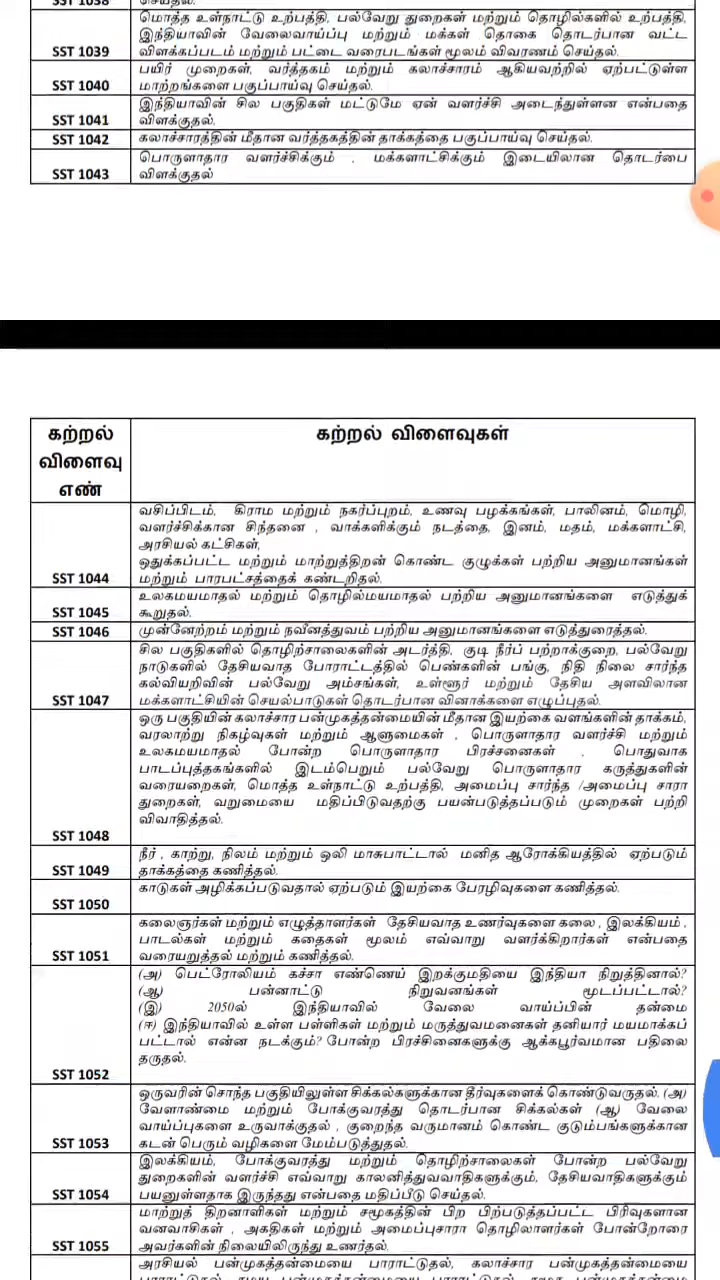 SST 1038
செய்தல்.
மொத்த உள்நாட்டு உற்பத்தி, பல்வேறு துறைகள் மற்றும் தொழில்களில் உற்பத்தி,
இந்தியாவின் வேலைவாய்ப்பு மற்றும் மக்கள் தொகை தொடர்பான வட்ட
SST 1039 விளக்கப்படம் மற்றும் பட்டை வரைபடங்கள் மூலம் விவரணம் செய்தல்.
பயிர் முறைகள், வர்த்தகம் மற்றும் கலாச்சாரம் ஆகியவற்றில் ஏற்பட்டுள்ள
SST 1040 மாற்றங்களை பகுப்பாய்வு செய்தல்.
இந்தியாவின் சில பகுதிகள் மட்டுமே ஏன் வளர்ச்சி அடைந்துள்ளன என்பதை
SST 1041 விளக்குதல்.
SST 1042 கலாச்சாரத்தின் மீதான வர்த்தகத்தின் தாக்கத்தை பகுப்பாய்வு செய்தல்.
பொருளாதார வளர்ச்சிக்கும் . மக்களாட்சிக்கும் இடையிலான தொடர்பை
SST 1043 விளக்குதல்
கற்றல் கற்றல் விளைவுகள்
விளைவு
எண்
வசிப்பிடம், கிராம மற்றும் நகர்ப்புறம், உணவு பழக்கங்கள், பாலினம், மொழி,
வளர்ச்சிக்கான சிந்தனை , வாக்களிக்கும் நடத்தை, இனம், மதம், மக்களாட்சி,
அரசியல் கட்சிகள்,
ஒதுக்கப்பட்ட மற்றும் மாற்றுத்திறன் கொண்ட குழுக்கள் பற்றிய அனுமானங்கள்
SST 1044 மற்றும் பாரபட்சத்தைக் கண்டறிதல்.
உலகமயமாதல் மற்றும் தொழில்மயமாதல் பற்றிய அனுமானங்களை எடுத்துக்
SST 1045 கூறுதல்.
SST 1046 முன்னேற்றம் மற்றும் நவீனத்துவம் பற்றிய அனுமானங்களை எடுத்துரைத்தல்.
சில பகுதிகளில் தொழிற்சாலைகளின் அடர்த்தி, குடி நீர்ப் பற்றாக்குறை, பல்வேறு
நாடுகளில் தேசியவாத போராட்டத்தில் பெண்களின் பங்கு, நிதி நிலை சார்ந்த
கல்வியறிவின் பல்வேறு அம்சங்கள், உள்ளூர் மற்றும் தேசிய அளவிலான
SST 1047 மக்களாட்சியின் செயல்பாடுகள் தொடர்பான வினாக்களை எழுப்புதல்.
ஒரு பகுதியின் கலாச்சார பன்முகத்தன்மையின் மீதான இயற்கை வளங்களின் தாக்கம்,
வரலாற்று நிகழ்வுகள் மற்றும் ஆளுமைகள் , பொருளாதார வளர்ச்சி மற்றும்
உலகமயமாதல் போன்ற பொருளாதார பிரச்சனைகள் . பொதுவாக
பாடப்புத்தகங்களில் இடம்பெறும் பல்வேறு பொருளாதார கருத்துகளின்
வரையறைகள், மொத்த உள்நாட்டு உற்பத்தி, அமைப்பு சார்ந்த /அமைப்பு சாரா
துறைகள், வறுமையை மதிப்பிடுவதற்கு பயன்படுத்தப்படும் முறைகள் பற்றி
விவாதித்தல்.
SST 1048
நீர் , காற்று, நிலம் மற்றும் ஒலி மாசுபாட்டால் மனித ஆரோக்கியத்தில் ஏற்படும்
SST 1049 தாக்கத்தை கணித்தல்.
காடுகள் அழிக்கப்படுவதால் ஏற்படும் இயற்கை பேரழிவுகளை கணித்தல்.
SST 1050
கலைஞர்கள் மற்றும் எழுத்தாளர்கள் தேசியவாத உணர்வுகளை கலை , இலக்கியம் ,
பாடல்கள் மற்றும் கதைகள் மூலம் எவ்வாறு வளர்க்கிறார்கள் என்பதை
SST 1051 வரையறுத்தல் மற்றும் கணித்தல்.
(அ) பெட்ரோலியம் கச்சா எண்ணெய் இறக்குமதியை இந்தியா நிறுத்தினால்?
(ஆ) பன்னாட்டு நிறுவனங்கள் மூடப்பட்டால்?
(இ) 2050ல் இந்தியாவில் வேலை வாய்ப்பின் தன்மை
(ஈ) இந்தியாவில் உள்ள பள்ளிகள் மற்றும் மருத்துவமனைகள் தனியார் மயமாக்கப்
பட்டால் என்ன நடக்கும்? போன்ற பிரச்சினைகளுக்கு ஆக்கபூர்வமான பதிலை
தருதல்.
SST 1052
ஒருவரின் சொந்த பகுதியிலுள்ள சிக்கல்களுக்கான தீர்வுகளைக் கொண்டுவருதல். (அ)
வேளாண்மை மற்றும் போக்குவரத்து தொடர்பான சிக்கல்கள் (ஆ) வேலை
வாய்ப்புகளை உருவாக்குதல் , குறைந்த வருமானம் கொண்ட குடும்பங்களுக்கான
SST 1053 கடன் பெரும் வழிகளை மேம்படுத்துதல்.
இலக்கியம், போக்குவரத்து மற்றும் தொழிற்சாலைகள் போன்ற பல்வேறு
துறைகளின் வளர்ச்சி எவ்வாறு காலனித்துவவாதிகளுக்கும், தேசியவாதிகளுக்கும்
SST 1054 பயனுள்ளதாக இருந்தது என்பதை மதிப்பீடு செய்தல்.
மாற்றுத் திறனாளிகள் மற்றும் சமூகத்தின் பிற பிற்படுத்தப்பட்ட பிரிவுகளான
வனவாசிகள் , அகதிகள் மற்றும் அமைப்புசாரா தொழிலாளர்கள் போன்றோரை
SST 1055 அவர்களின் நிலையிலிருந்து உணர்தல்.
அரசியல் பன்முகத்தன்மையை பாராட்டுதல், கலாச்சார பன்முகத்தன்மையை